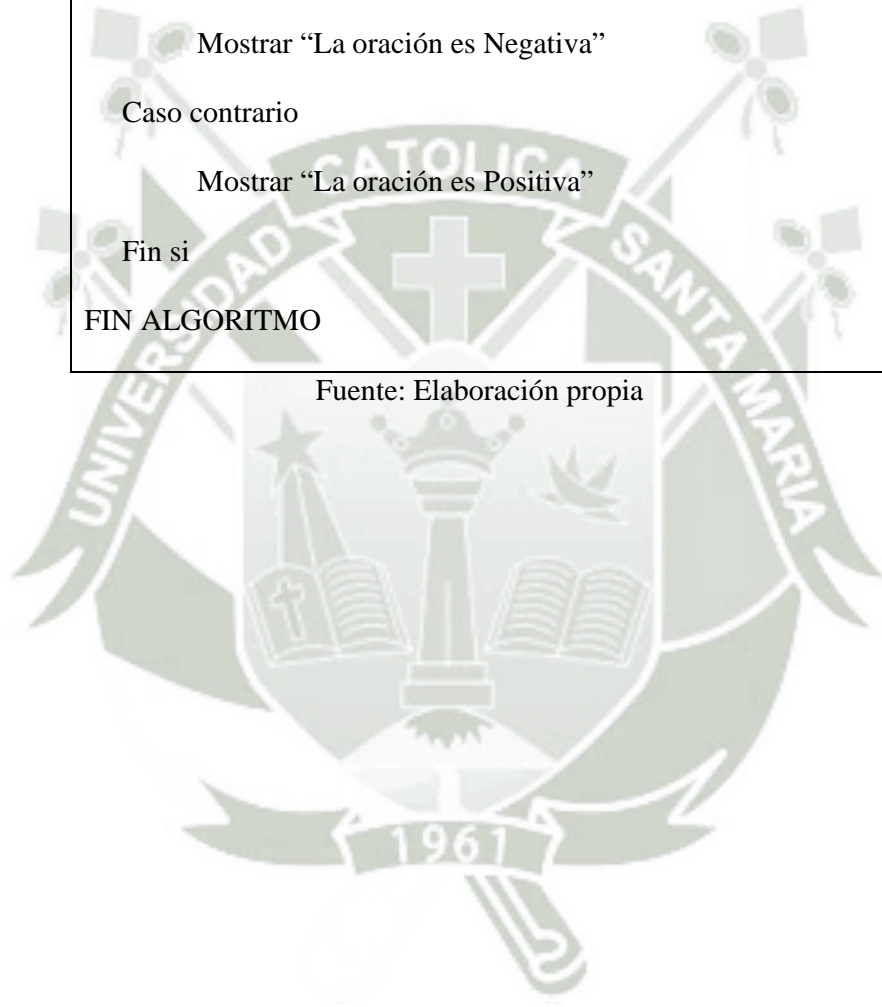 Mostrar “La oración es Negativa”
Caso contrario
Mostrar “La oración es Positiva”
Fin si
FIN ALGORITMO
Fuente: Elaboración propia
UNIVERSIDAD CATOLICA SANTA MARIA
1961